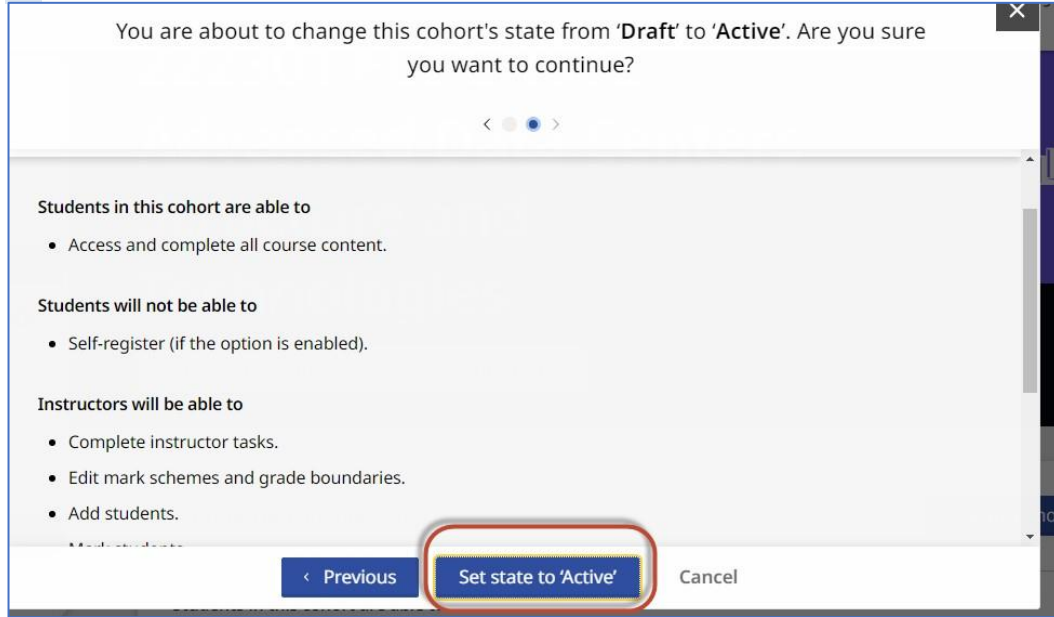 You are about to change this cohort's state from ‘Draft’ to ‘Active’. Are you sure
you want to continue?
Students in this cohort are able to
• Access and complete all course content.
Students will not be able to
• Self-register (if the option is enabled).
Instructors will be able to
• Complete instructor tasks.
• Edit mark schemes and grade boundaries.
• Add students.
• Mark students
‹ Previous
Set state to ‘Active’
Cancel